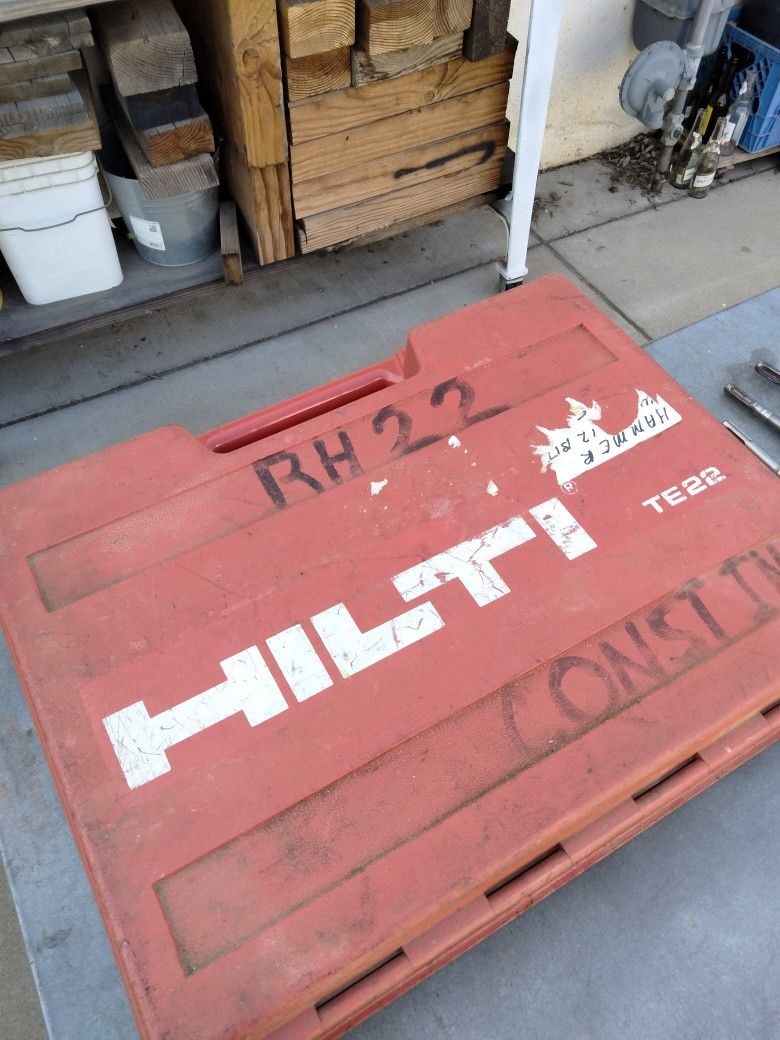 RH22
HAMMER
12 BIT
®
TE22
HILTI
CONST